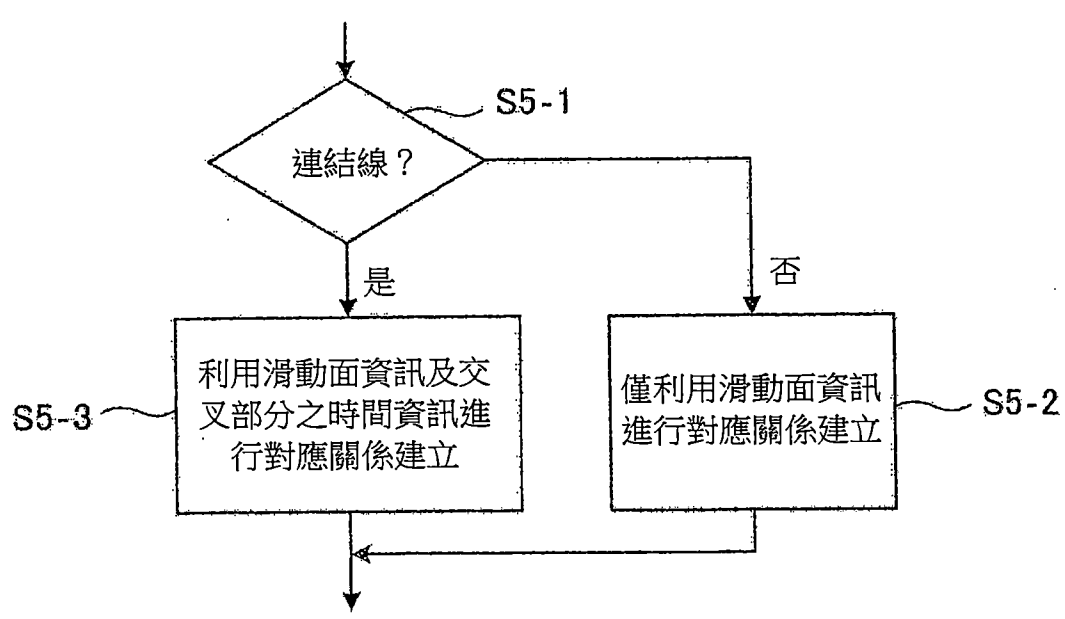 S5-1
連結線？
是
否
利用滑動面資訊及交
叉部分之時間資訊進
行對應關係建立
S5-3
僅利用滑動面資訊
進行對應關係建立
S5-2